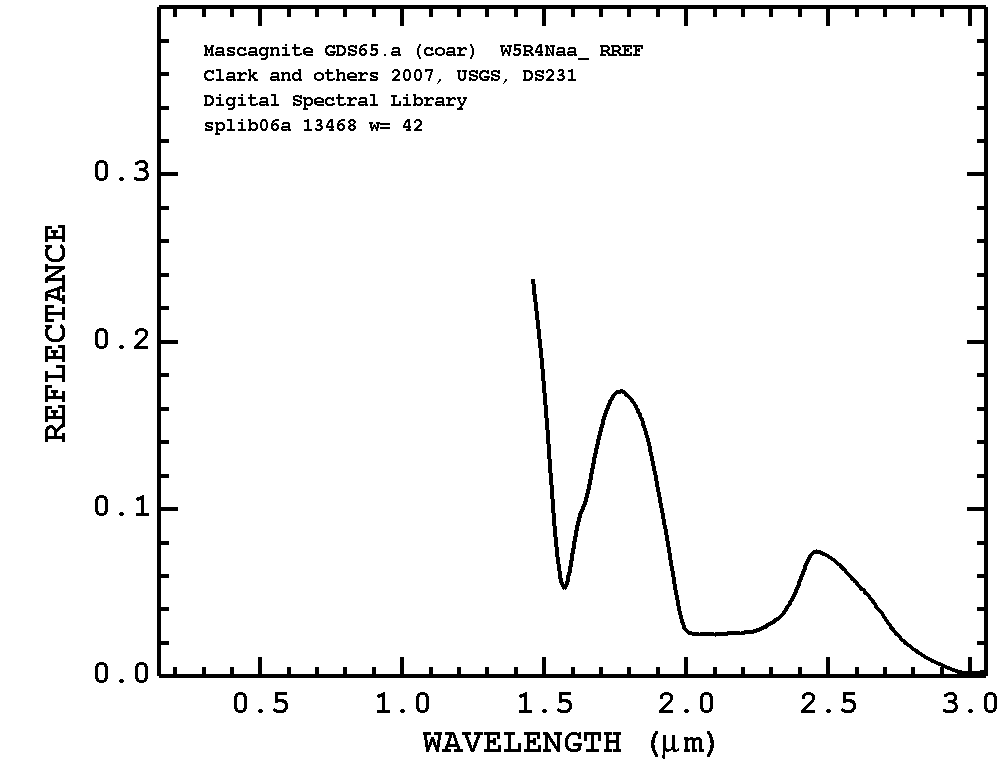 Mascagnite GDS65.a (coar)  W5R4Naa_ RREF
Clark and others 2007, USGS, DS231
Digital Spectral Library
splib06a 13468 w= 42
0.3
0.2
0.1
0.0
REFLECTANCE
0.5 1.0 1.5 2.0 2.5 3.0
WAVELENGTH (μm)